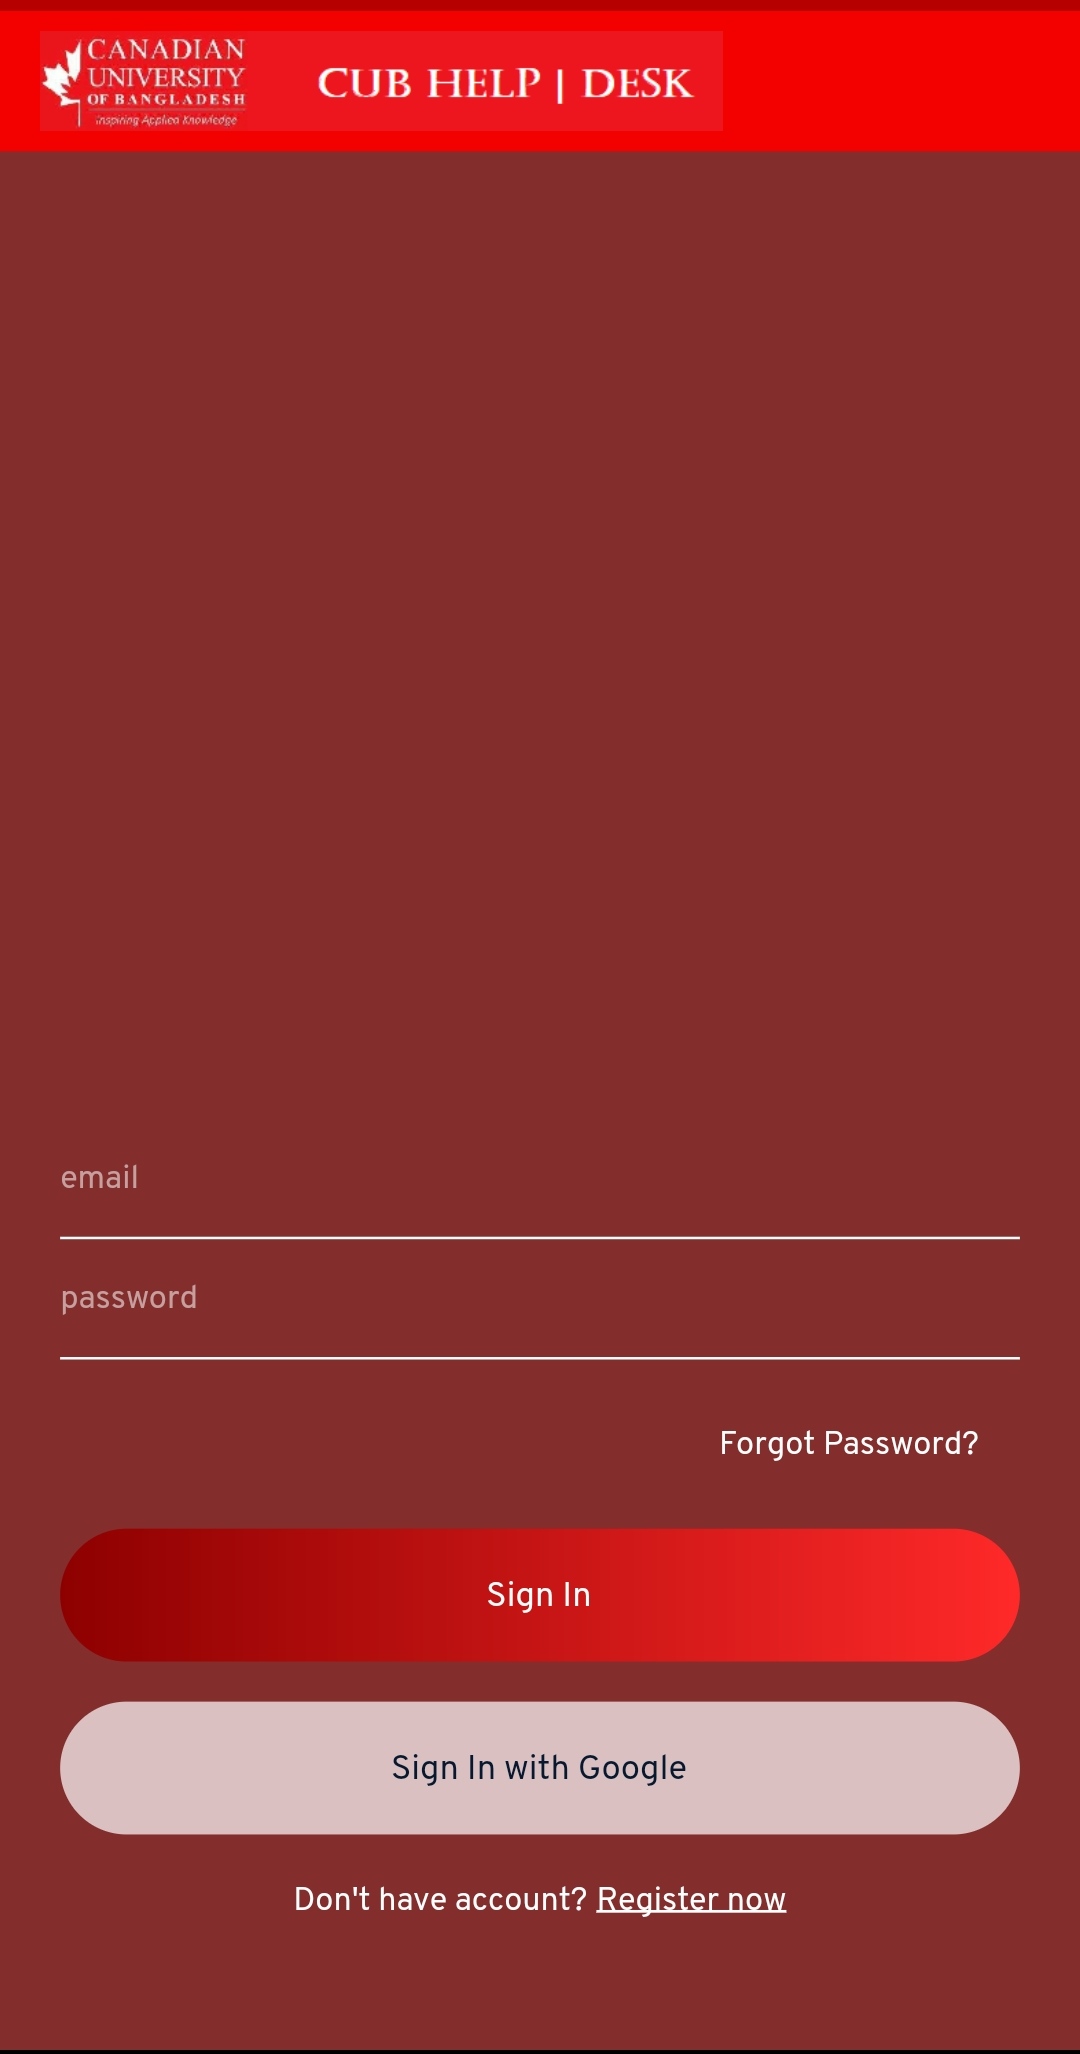 CANADIAN
UNIVERSITY
OF BANGLADESH
Inspiring Applied Knowledge
CUB HELP | DESK
email
password
Forgot Password?
Sign In
Sign In with Google
Don't have account? Register now